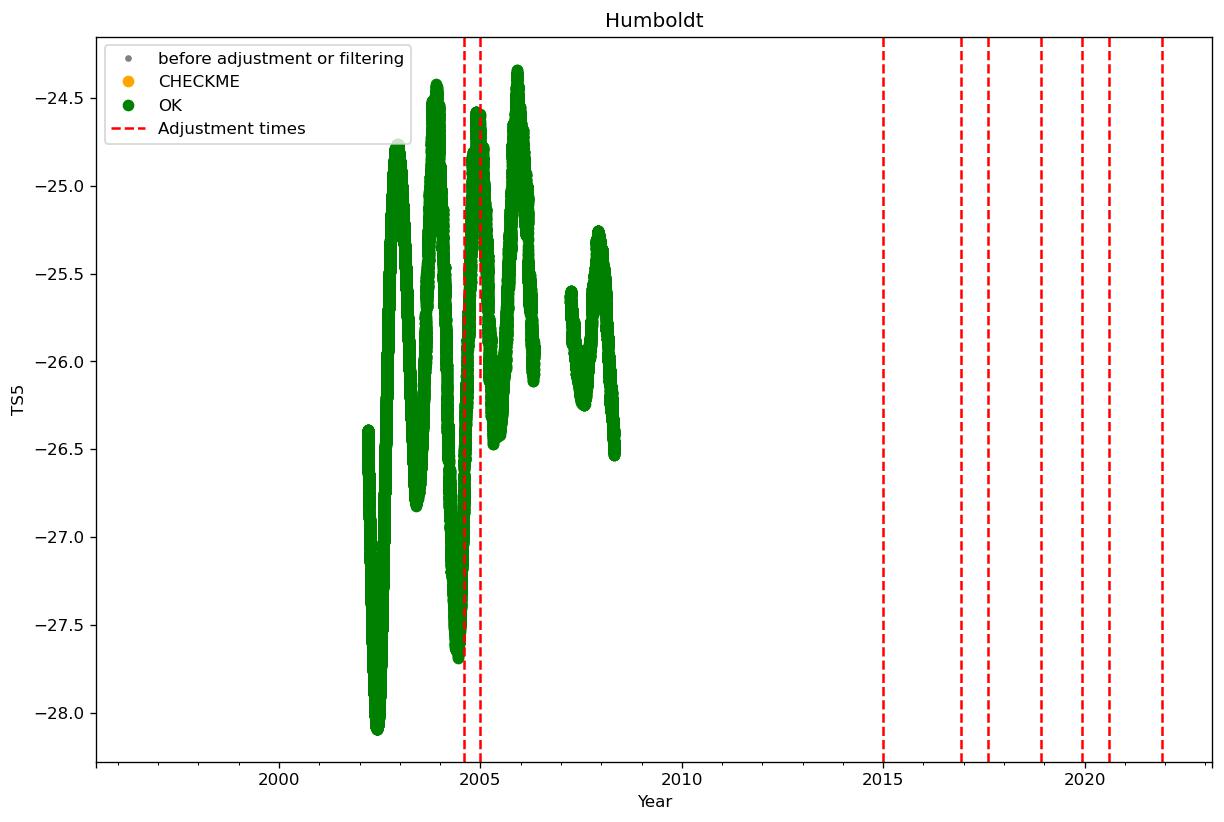 Humboldt
before adjustment or filtering
CHECKME
OK
Adjustment times
−24.5
−25.0
−25.5
−26.0
−26.5
−27.0
−27.5
−28.0
TS5
2000
2005
2010
2015
2020
Year